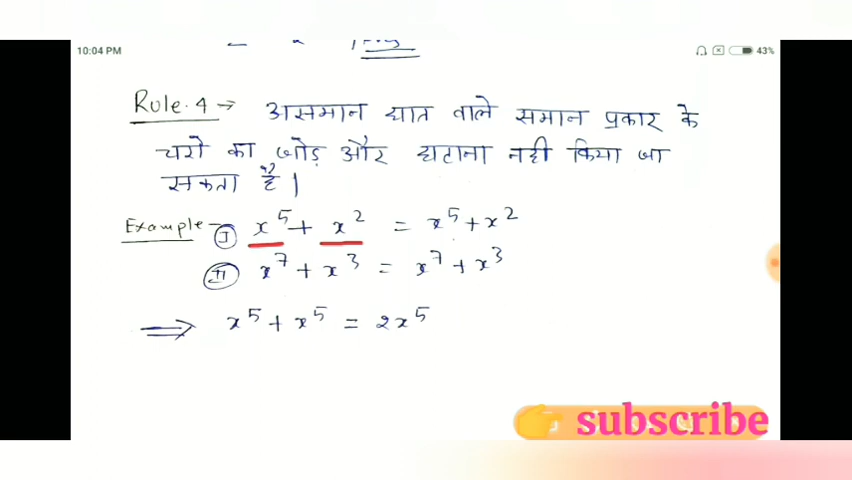 10:04 PM
43%
Rule.4 → असमान घात वाले समान प्रकार के
चरो का जोड़ और घटाना नही किया जा
सकता है।
Example- I x⁵ + x² = x⁵ + x²
II x⁷ + x³ = x⁷ + x³
⇒ x⁵ + x⁵ = 2x⁵
👉 subscribe